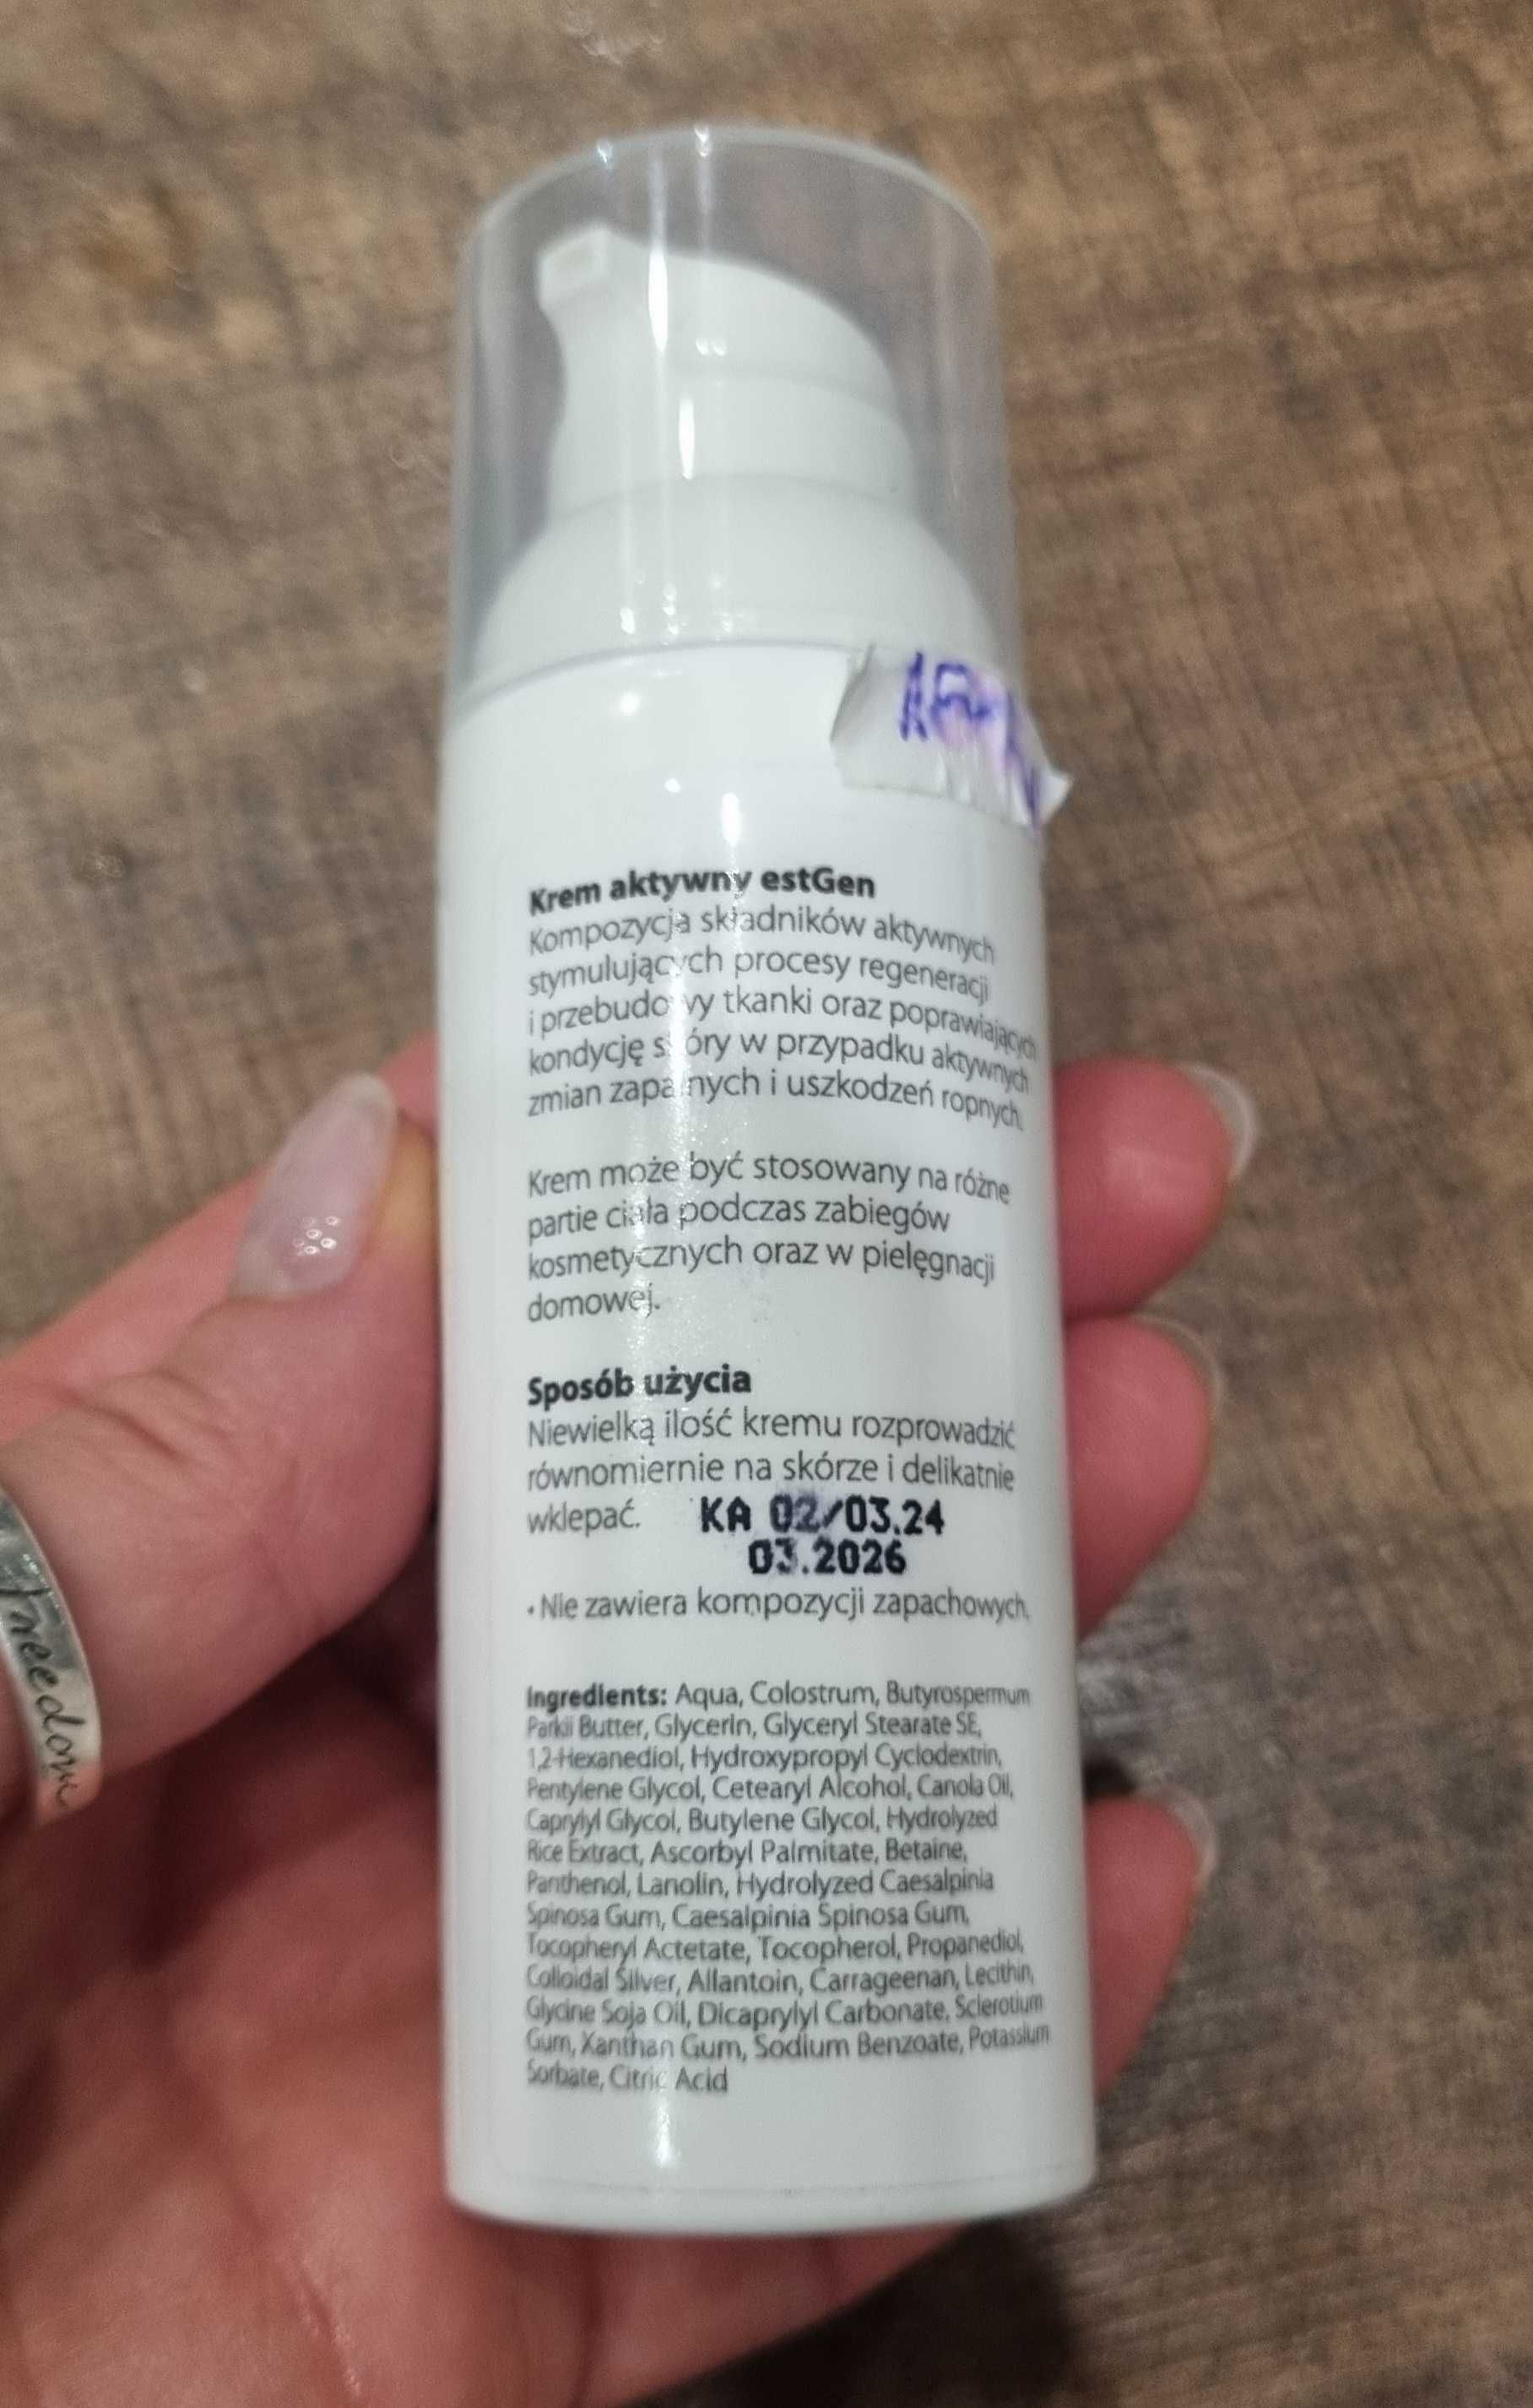 Krem aktywny estGen
Kompozycja składników aktywnych
stymulujących procesy regeneracji
i przebudowy tkanki oraz poprawiających
kondycję skóry w przypadku aktywnych
zmian zapalnych i uszkodzeń ropnych.
Krem może być stosowany na różne
partie ciała podczas zabiegów
kosmetycznych oraz w pielęgnacji
domowej.
Sposób użycia
Niewielką ilość kremu rozprowadzić
równomiernie na skórze i delikatnie
wklepać. KA 02/03.24
03.2026
• Nie zawiera kompozycji zapachowych.
Ingredients: Aqua, Colostrum, Butyrospermum
Parkii Butter, Glycerin, Glyceryl Stearate SE,
1,2-Hexanediol, Hydroxypropyl Cyclodextrin,
Pentylene Glycol, Cetearyl Alcohol, Canola Oil,
Caprylyl Glycol, Butylene Glycol, Hydrolyzed
Rice Extract, Ascorbyl Palmitate, Betaine,
Panthenol, Lanolin, Hydrolyzed Caesalpinia
Spinosa Gum, Caesalpinia Spinosa Gum,
Tocopheryl Actetate, Tocopherol, Propanediol,
Colloidal Silver, Allantoin, Carrageenan, Lecithin,
Glycine Soja Oil, Dicaprylyl Carbonate, Sclerotium
Gum, Xanthan Gum, Sodium Benzoate, Potassium
Sorbate, Citric Acid
Freedom